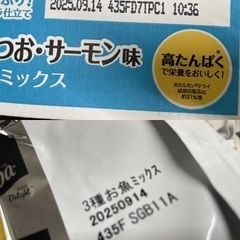 仕立て
2025.09.14 435FD7TPC1 10:36
つお・サーモン味
ミックス
高たんぱく
で栄養をおいしく!
3種お魚ミックス
20250914
435F SGB11A
Delight